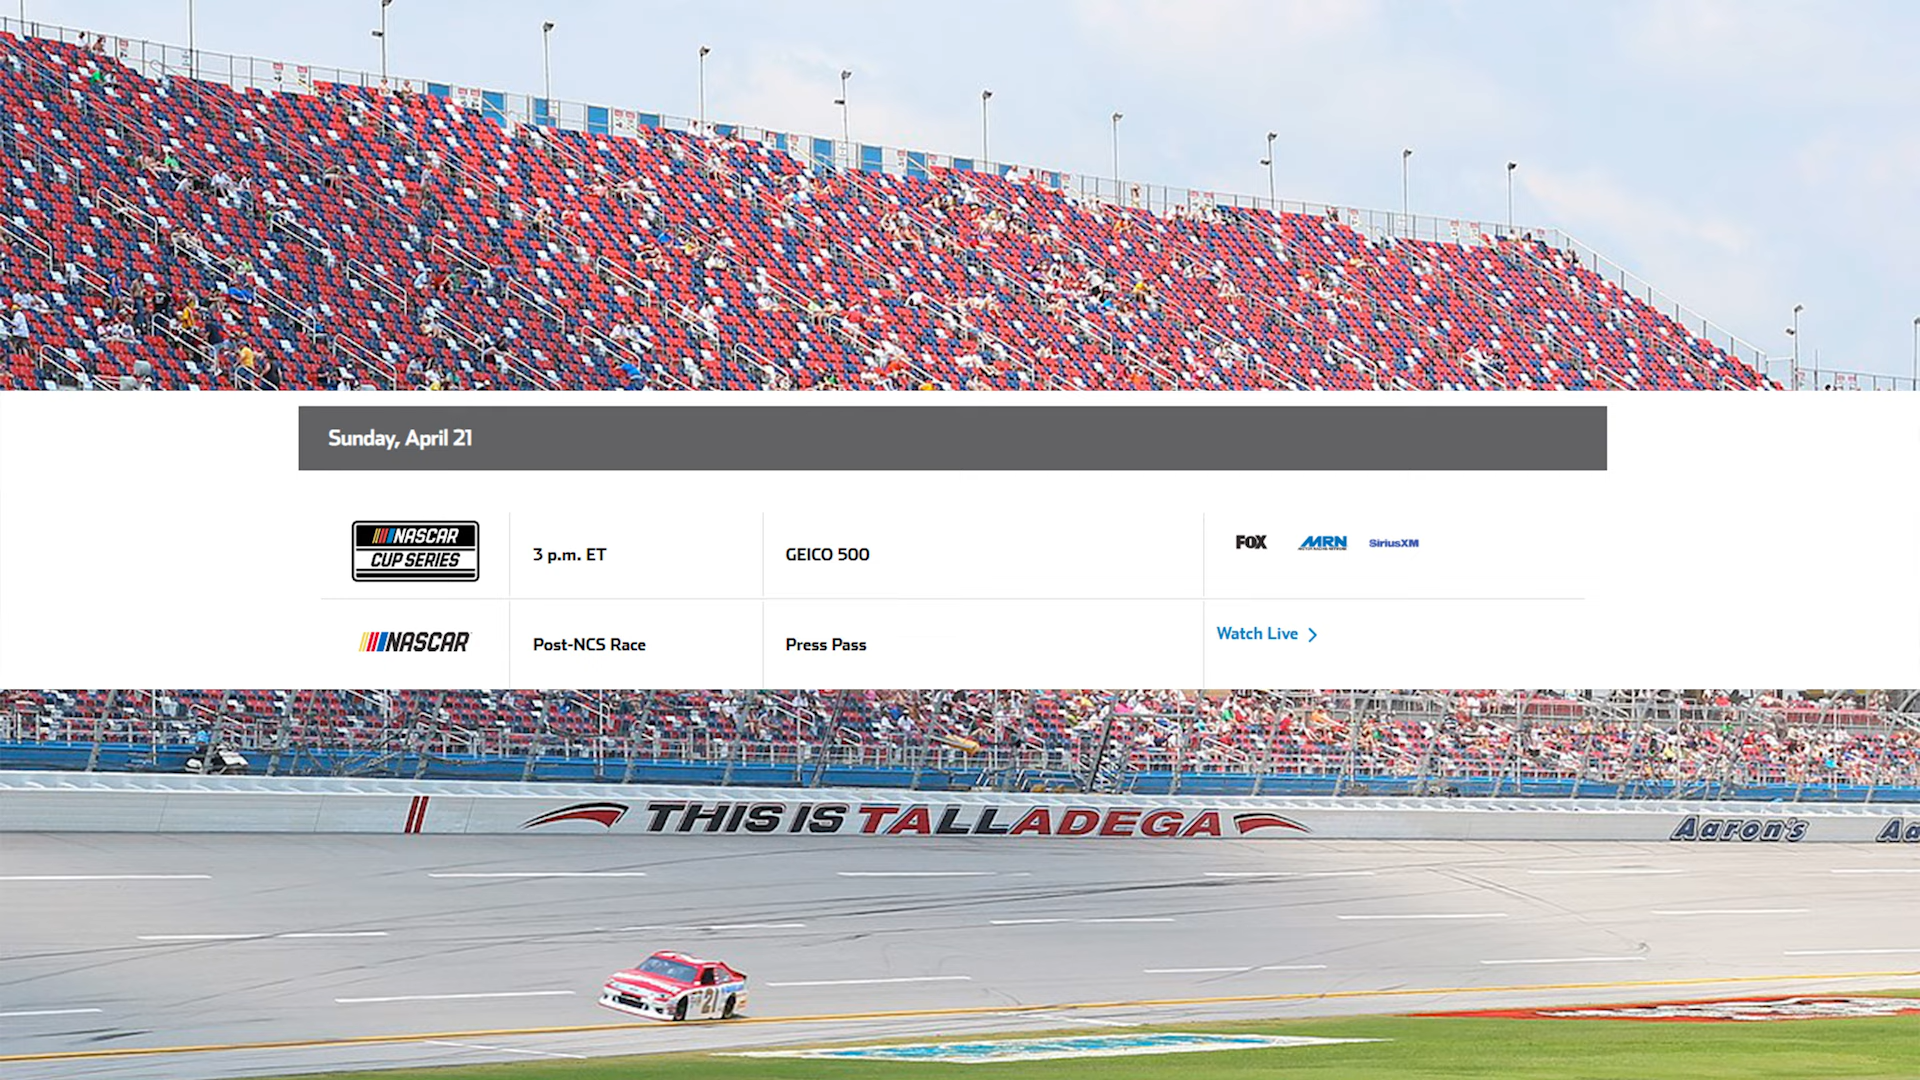 Sunday, April 21
NASCAR
CUP SERIES
3 p.m. ET
GEICO 500
FOX
MRN
SiriusXM
NASCAR
Post-NCS Race
Press Pass
Watch Live
THIS IS TALLADEGA
Aaron's
Aa
21